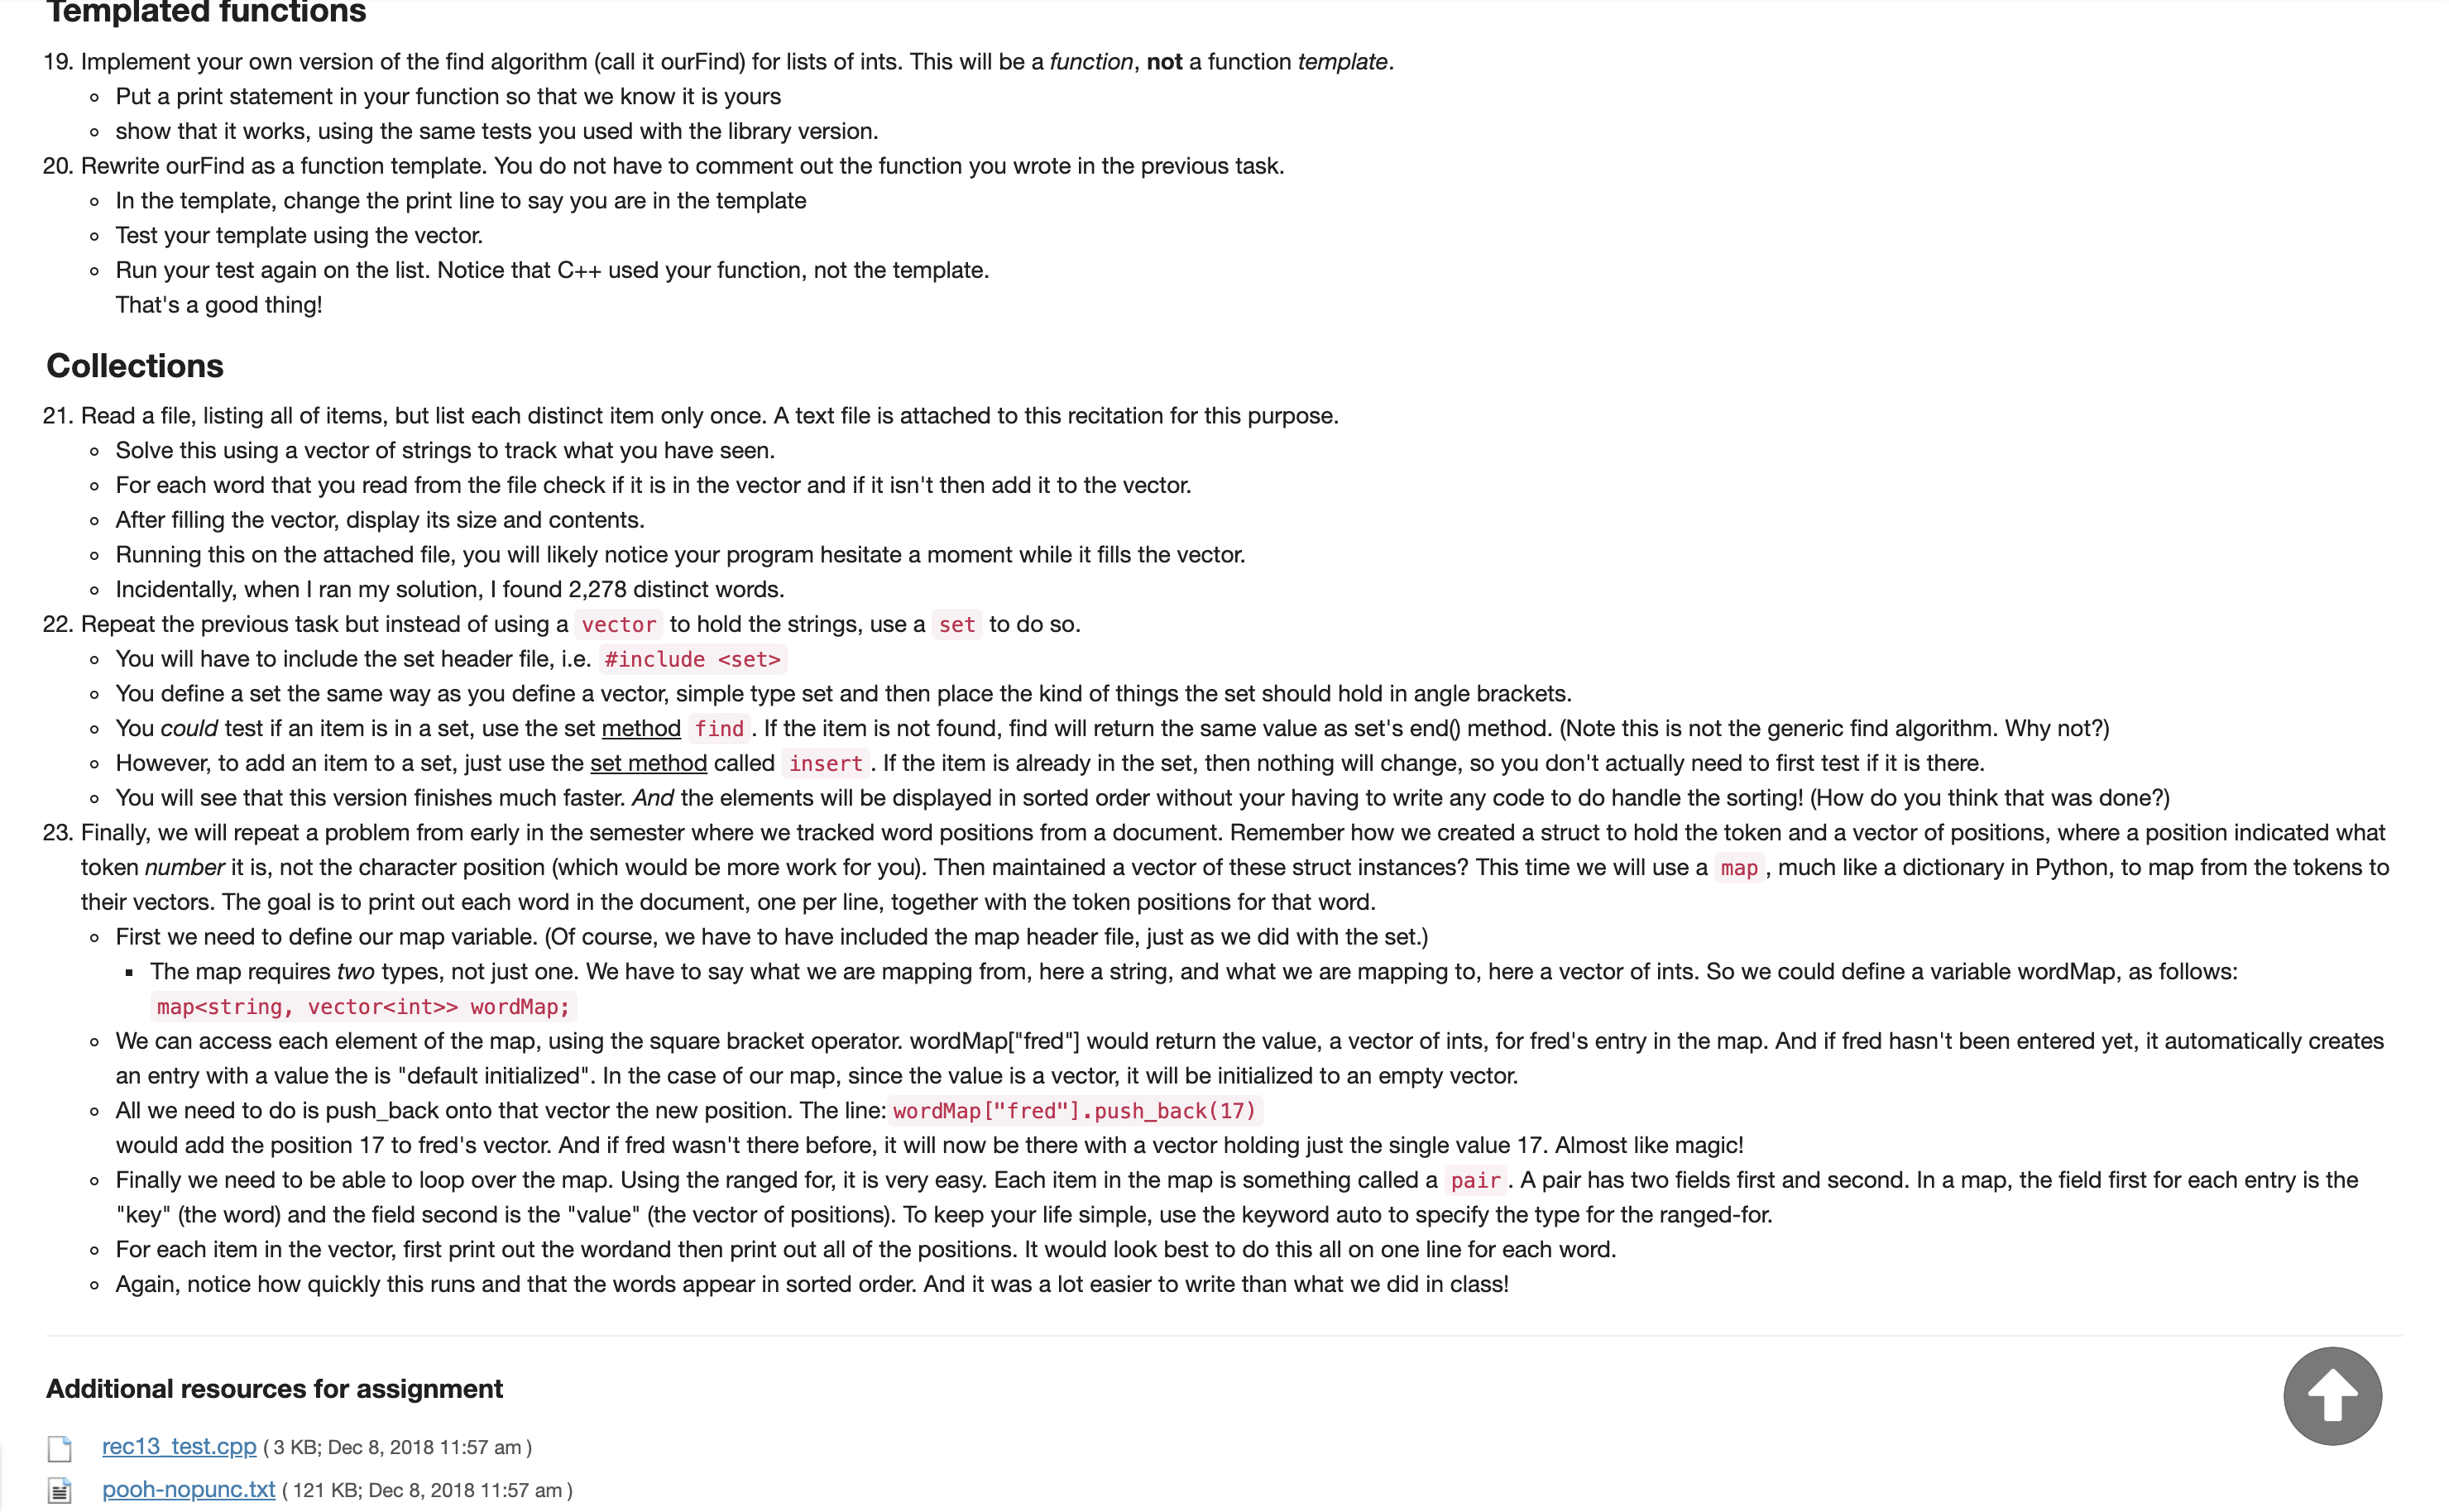 Templated functions
19. Implement your own version of the find algorithm (call it ourFind) for lists of ints. This will be a function, not a function template.
Put a print statement in your function so that we know it is yours
show that it works, using the same tests you used with the library version.
20. Rewrite ourFind as a function template. You do not have to comment out the function you wrote in the previous task.
In the template, change the print line to say you are in the template
Test your template using the vector.
Run your test again on the list. Notice that C++ used your function, not the template.
That's a good thing!
Collections
21. Read a file, listing all of items, but list each distinct item only once. A text file is attached to this recitation for this purpose.
Solve this using a vector of strings to track what you have seen.
For each word that you read from the file check if it is in the vector and if it isn't then add it to the vector.
After filling the vector, display its size and contents.
Running this on the attached file, you will likely notice your program hesitate a moment while it fills the vector.
Incidentally, when I ran my solution, I found 2,278 distinct words.
22. Repeat the previous task but instead of using a vector to hold the strings, use a set to do so.
You will have to include the set header file, i.e. #include <set>
You define a set the same way as you define a vector, simple type set and then place the kind of things the set should hold in angle brackets.
You could test if an item is in a set, use the set method find . If the item is not found, find will return the same value as set's end() method. (Note this is not the generic find algorithm. Why not?)
However, to add an item to a set, just use the set method called insert . If the item is already in the set, then nothing will change, so you don't actually need to first test if it is there.
You will see that this version finishes much faster. And the elements will be displayed in sorted order without your having to write any code to do handle the sorting! (How do you think that was done?)
23. Finally, we will repeat a problem from early in the semester where we tracked word positions from a document. Remember how we created a struct to hold the token and a vector of positions, where a position indicated what
token number it is, not the character position (which would be more work for you). Then maintained a vector of these struct instances? This time we will use a map , much like a dictionary in Python, to map from the tokens to
their vectors. The goal is to print out each word in the document, one per line, together with the token positions for that word.
First we need to define our map variable. (Of course, we have to have included the map header file, just as we did with the set.)
The map requires two types, not just one. We have to say what we are mapping from, here a string, and what we are mapping to, here a vector of ints. So we could define a variable wordMap, as follows:
map<string, vector<int>> wordMap;
We can access each element of the map, using the square bracket operator. wordMap["fred"] would return the value, a vector of ints, for fred's entry in the map. And if fred hasn't been entered yet, it automatically creates
an entry with a value the is "default initialized". In the case of our map, since the value is a vector, it will be initialized to an empty vector.
All we need to do is push_back onto that vector the new position. The line: wordMap["fred"].push_back(17)
would add the position 17 to fred's vector. And if fred wasn't there before, it will now be there with a vector holding just the single value 17. Almost like magic!
Finally we need to be able to loop over the map. Using the ranged for, it is very easy. Each item in the map is something called a pair . A pair has two fields first and second. In a map, the field first for each entry is the
"key" (the word) and the field second is the "value" (the vector of positions). To keep your life simple, use the keyword auto to specify the type for the ranged-for.
For each item in the vector, first print out the wordand then print out all of the positions. It would look best to do this all on one line for each word.
Again, notice how quickly this runs and that the words appear in sorted order. And it was a lot easier to write than what we did in class!
Additional resources for assignment
rec13_test.cpp ( 3 KB; Dec 8, 2018 11:57 am )
pooh-nopunc.txt ( 121 KB; Dec 8, 2018 11:57 am )